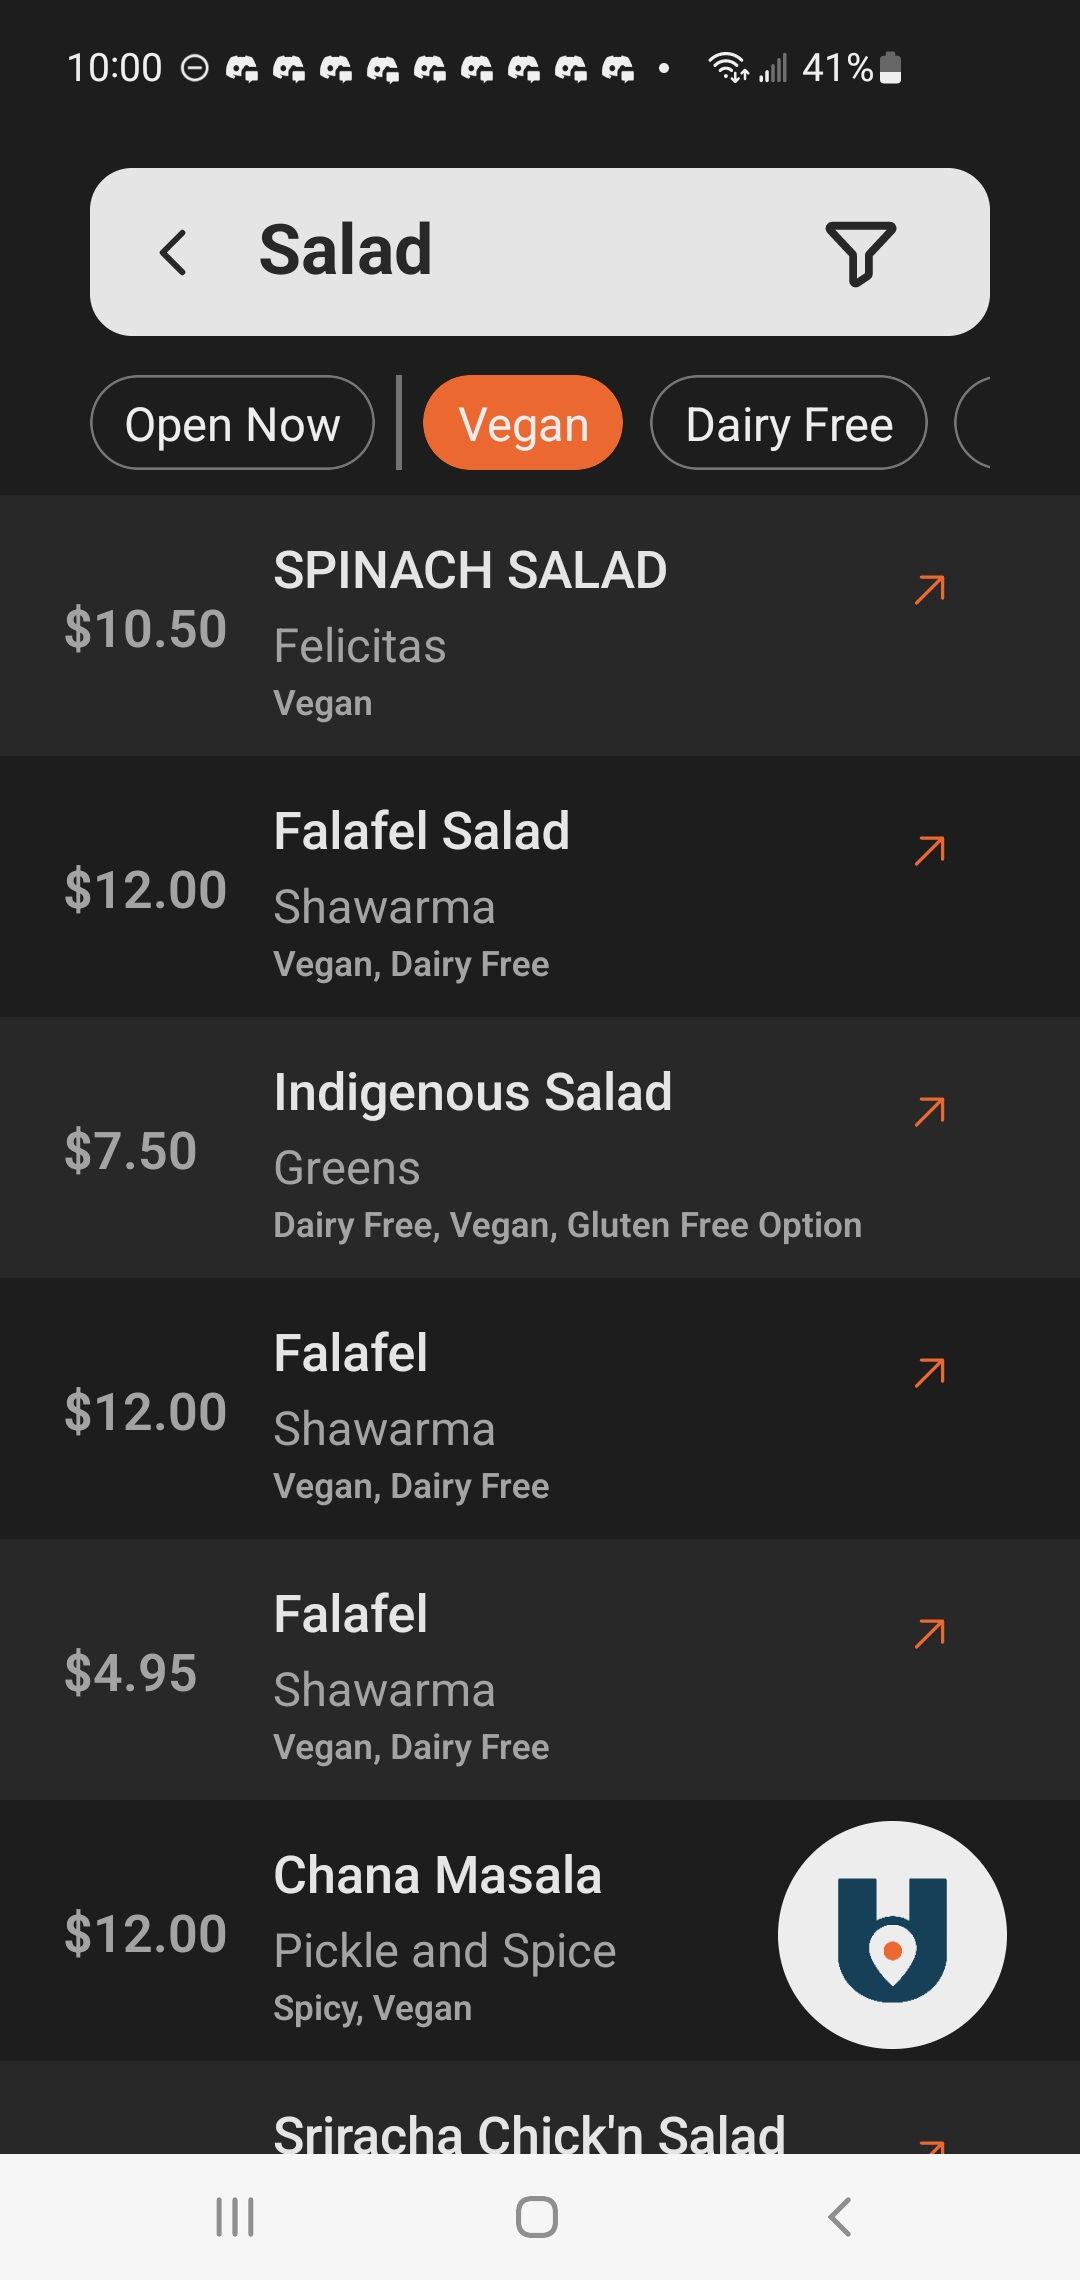 10:00
41%
Salad
Open Now
Vegan
Dairy Free
SPINACH SALAD
$10.50
Felicitas
Vegan
Falafel Salad
$12.00
Shawarma
Vegan, Dairy Free
Indigenous Salad
$7.50
Greens
Dairy Free, Vegan, Gluten Free Option
Falafel
$12.00
Shawarma
Vegan, Dairy Free
Falafel
$4.95
Shawarma
Vegan, Dairy Free
Chana Masala
$12.00
Pickle and Spice
Spicy, Vegan
Sriracha Chick'n Salad